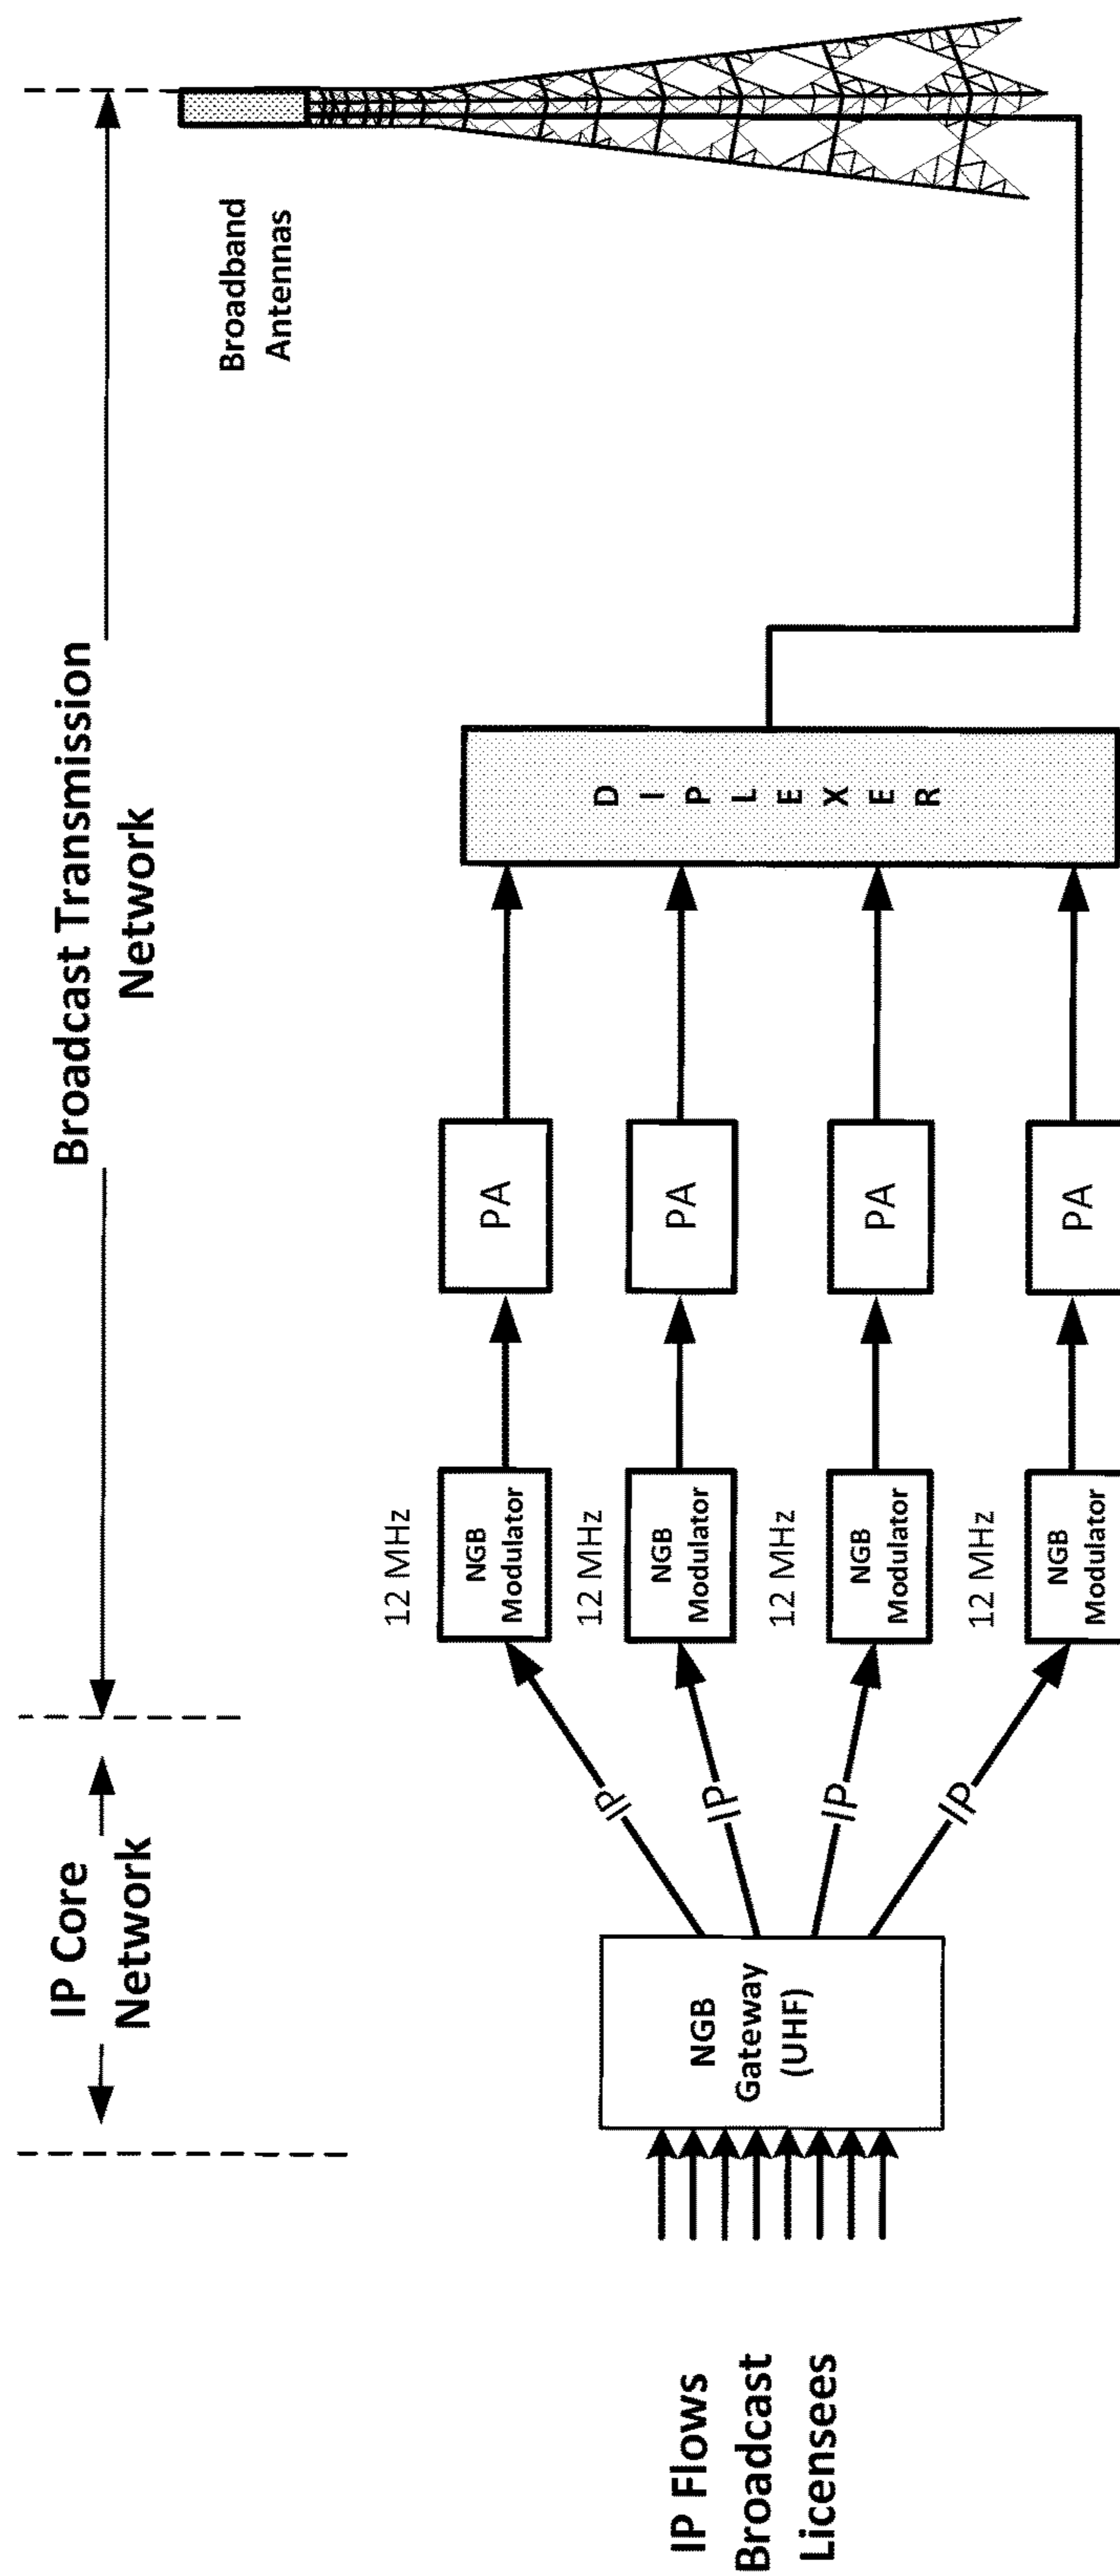 Broadcast Transmission
Network
IP Core
Network
Broadband
Antennas
IP Flows
Broadcast
Licensees
NGB
Gateway
(UHF)
IP
IP
IP
IP
12 MHz
NGB
Modulator
PA
12 MHz
NGB
Modulator
PA
12 MHz
NGB
Modulator
PA
12 MHz
NGB
Modulator
PA
D
I
P
L
E
X
E
R